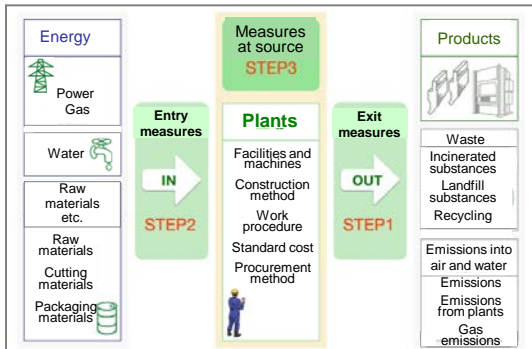 Energy
Power
Gas
Water
Raw
materials
etc.
Raw
materials
Cutting
materials
Packaging
materials
Entry
measures
IN
STEP2
Measures
at source
STEP3
Plants
Facilities and
machines
Construction
method
Work
procedure
Standard cost
Procurement
method
Exit
measures
OUT
STEP1
Products
Waste
Incinerated
substances
Landfill
substances
Recycling
Emissions into
air and water
Emissions
Emissions
from plants
Gas
emissions